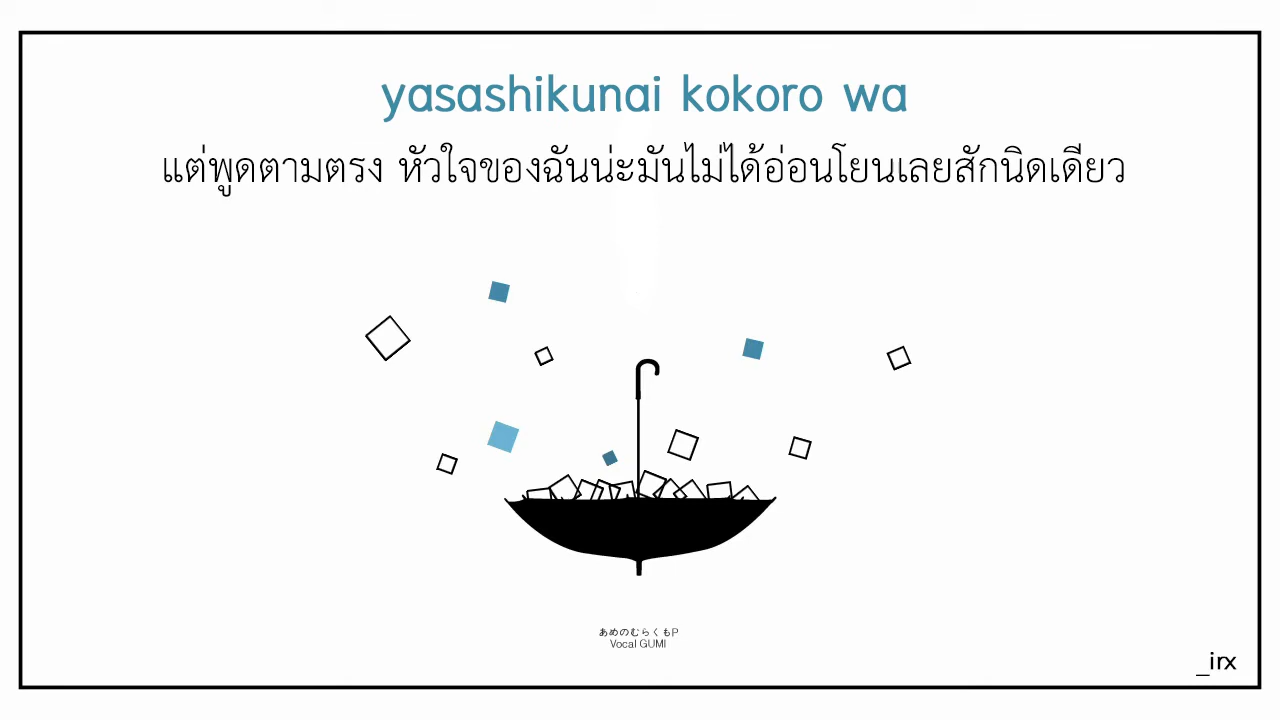 yasashikunai kokoro wa
แต่พูดตามตรง หัวใจของฉันน่ะมันไม่ได้อ่อนโยนเลยสักนิดเดียว
あめのむらくもP
Vocal GUMI
_irx